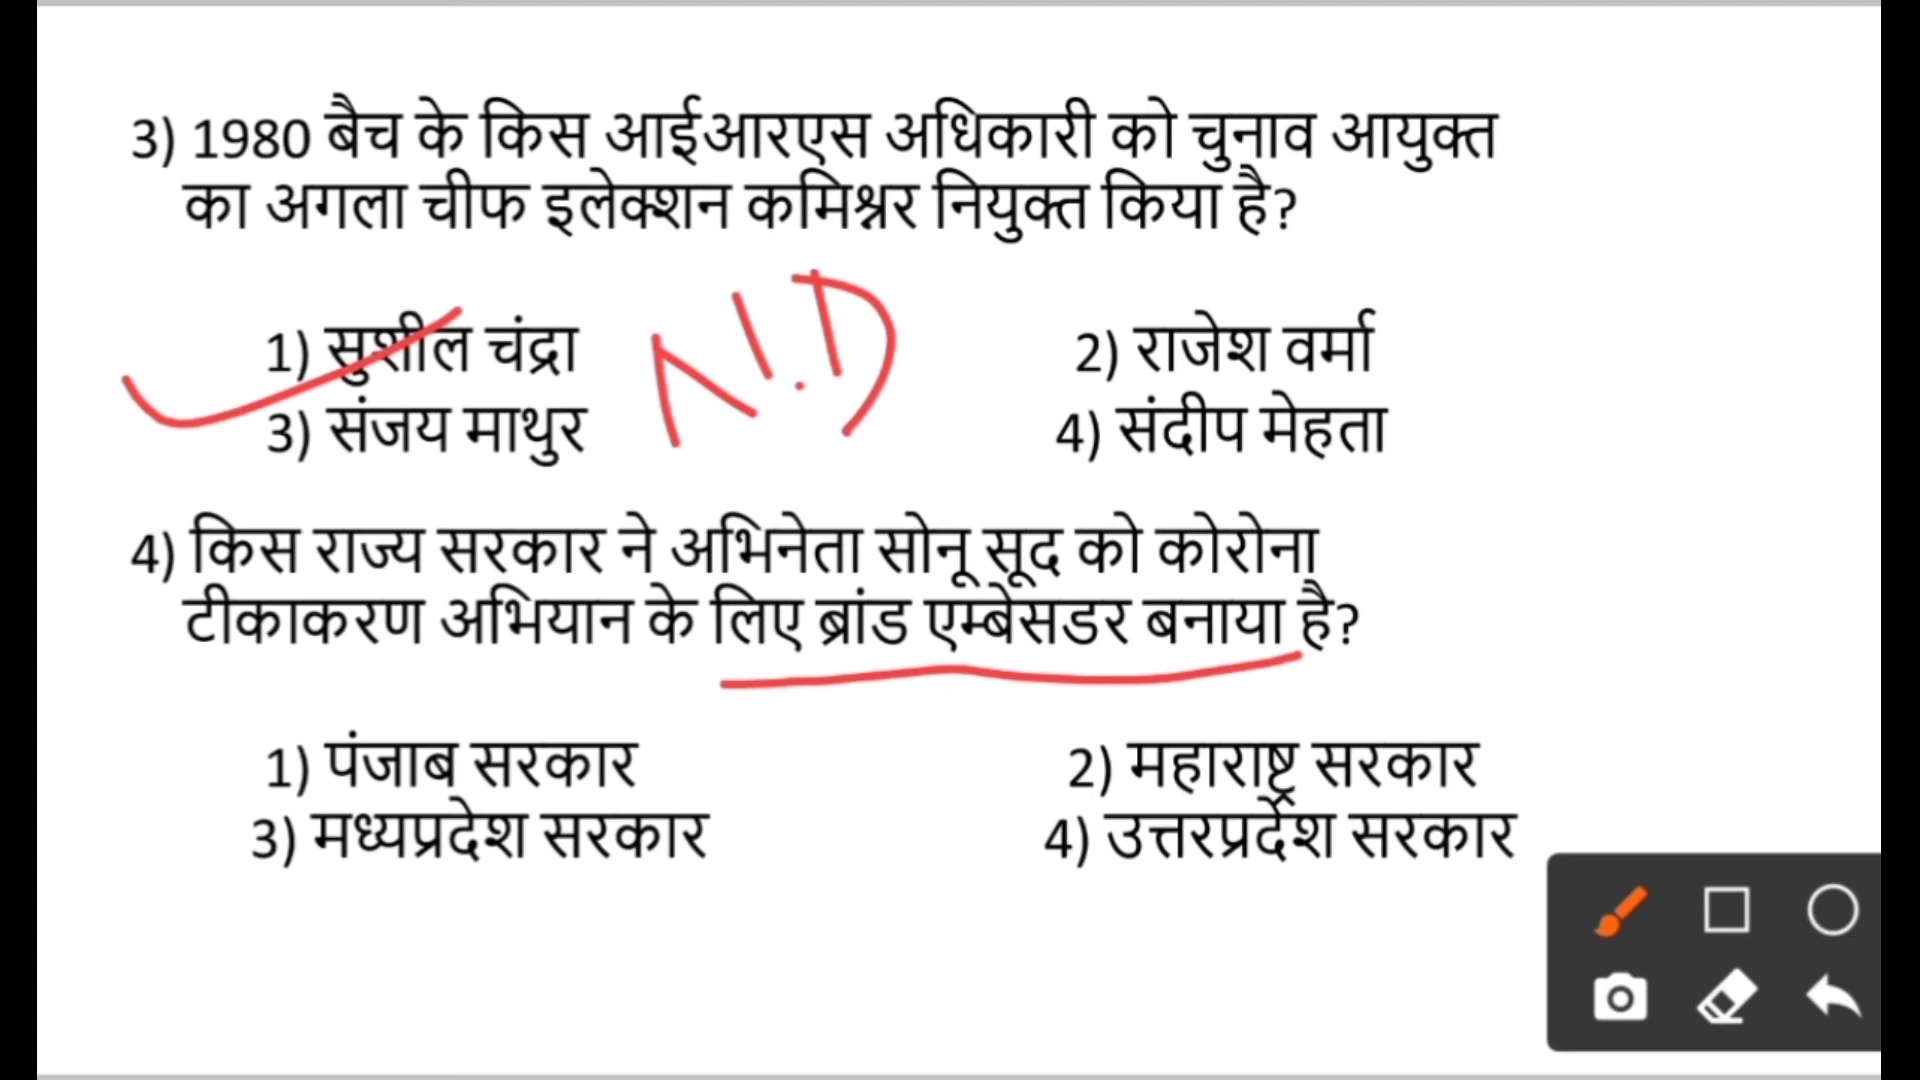 3) 1980 बैच के किस आईआरएस अधिकारी को चुनाव आयुक्त
का अगला चीफ इलेक्शन कमिश्नर नियुक्त किया है?
1) सुशील चंद्रा
2) राजेश वर्मा
3) संजय माथुर
4) संदीप मेहता
4) किस राज्य सरकार ने अभिनेता सोनू सूद को कोरोना
टीकाकरण अभियान के लिए ब्रांड एम्बेसडर बनाया है?
1) पंजाब सरकार
2) महाराष्ट्र सरकार
3) मध्यप्रदेश सरकार
4) उत्तरप्रदेश सरकार